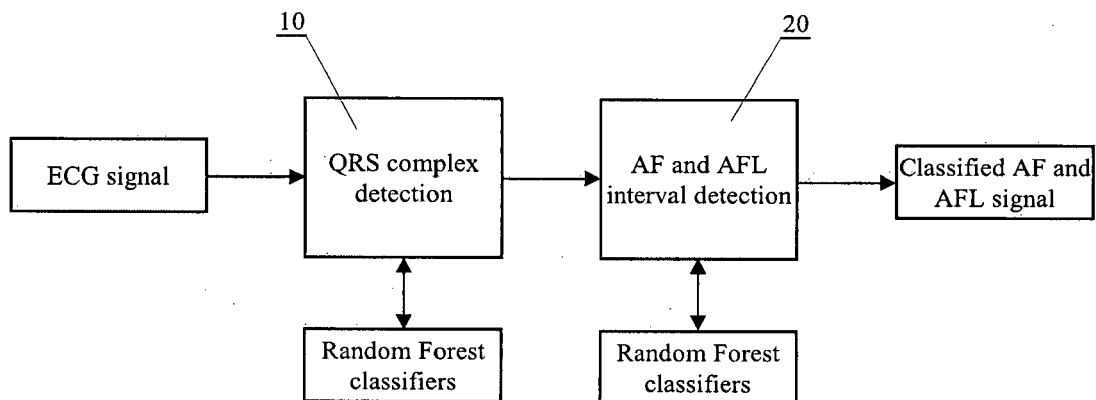 10
20
ECG signal
QRS complex
detection
AF and AFL
interval detection
Classified AF and
AFL signal
Random Forest
classifiers
Random Forest
classifiers